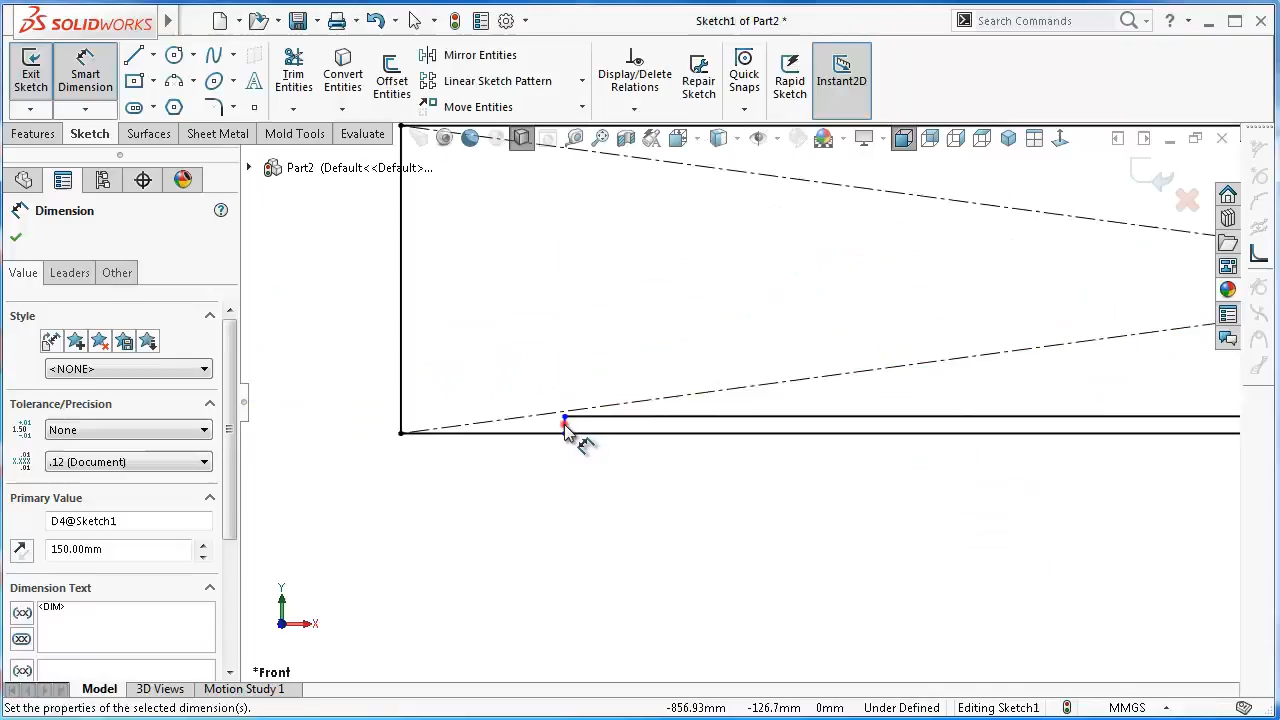 SOLIDWORKS
Sketch1 of Part2 *
Search Commands
Exit
Sketch
Smart
Dimension
Trim
Entities
Convert
Entities
Offset
Entities
Mirror Entities
Linear Sketch Pattern
Move Entities
Display/Delete
Relations
Repair
Sketch
Quick
Snaps
Rapid
Sketch
Instant2D
Features
Sketch
Surfaces
Sheet Metal
Mold Tools
Evaluate
Part2 (Default<<Default>...
Dimension
Value
Leaders
Other
Style
<NONE>
Tolerance/Precision
None
.12 (Document)
Primary Value
D4@Sketch1
150.00mm
Dimension Text
<DIM>
(xx)
(xx)
(xx)
Y
X
*Front
Model
3D Views
Motion Study 1
Set the properties of the selected dimension(s).
-856.93mm
-126.7mm
0mm
Under Defined
Editing Sketch1
MMGS